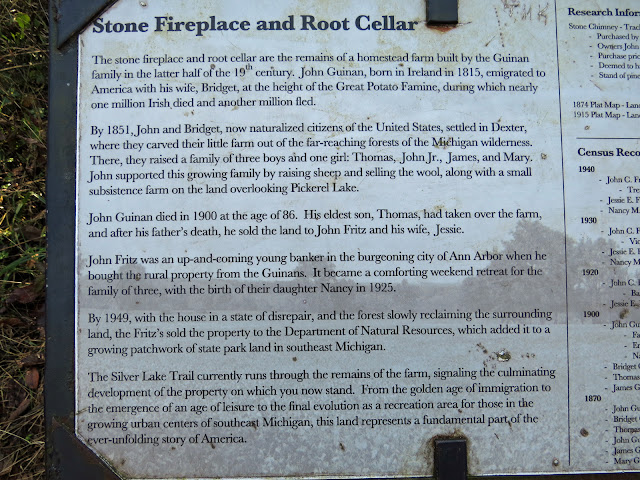 Stone Fireplace and Root Cellar
The stone fireplace and root cellar are the remains of a homestead farm built by the Guinan
family in the latter half of the 19th century. John Guinan, born in Ireland in 1815, emigrated to
America with his wife, Bridget, at the height of the Great Potato Famine, during which nearly
one million Irish died and another million fled.
By 1851, John and Bridget, now naturalized citizens of the United States, settled in Dexter,
where they carved their little farm out of the far-reaching forests of the Michigan wilderness.
There, they raised a family of three boys and one girl: Thomas, John Jr., James, and Mary.
John supported this growing family by raising sheep and selling the wool, along with a small
subsistence farm on the land overlooking Pickerel Lake.
John Guinan died in 1900 at the age of 86. His eldest son, Thomas, had taken over the farm,
and after his father's death, he sold the land to John Fritz and his wife, Jessie.
John Fritz was an up-and-coming young banker in the burgeoning city of Ann Arbor when he
bought the rural property from the Guinans. It became a comforting weekend retreat for the
family of three, with the birth of their daughter Nancy in 1925.
By 1949, with the house in a state of disrepair, and the forest slowly reclaiming the surrounding
land, the Fritz's sold the property to the Department of Natural Resources, which added it to a
growing patchwork of state park land in southeast Michigan.
The Silver Lake Trail currently runs through the remains of the farm, signaling the culminating
development of the property on which you now stand. From the golden age of immigration to
the emergence of an age of leisure to the final evolution as a recreation area for those in the
growing urban centers of southeast Michigan, this land represents a fundamental part of the
ever-unfolding story of America.
Research Infor
Stone Chimney - Trac
- Purchased by
- Owners John
- Purchase pric
- Deemed to h
- Stand of pin
1874 Plat Map - Lan
1915 Plat Map - Lan
Census Reco
1940
- John C. F
- Tre
- Jessie E. F
- Nancy M
1930
- John C. F
- Vic
- Jessie E. F
- Nancy M
1920
- John C.
- Ba
- Jessie E.
1900
- John Gu
- Fa
- En
- Na
- Bridget
- Thomas
- James G
1870
- John Gu
- Bridget
- Thomas
- John G
- James G
- Mary G